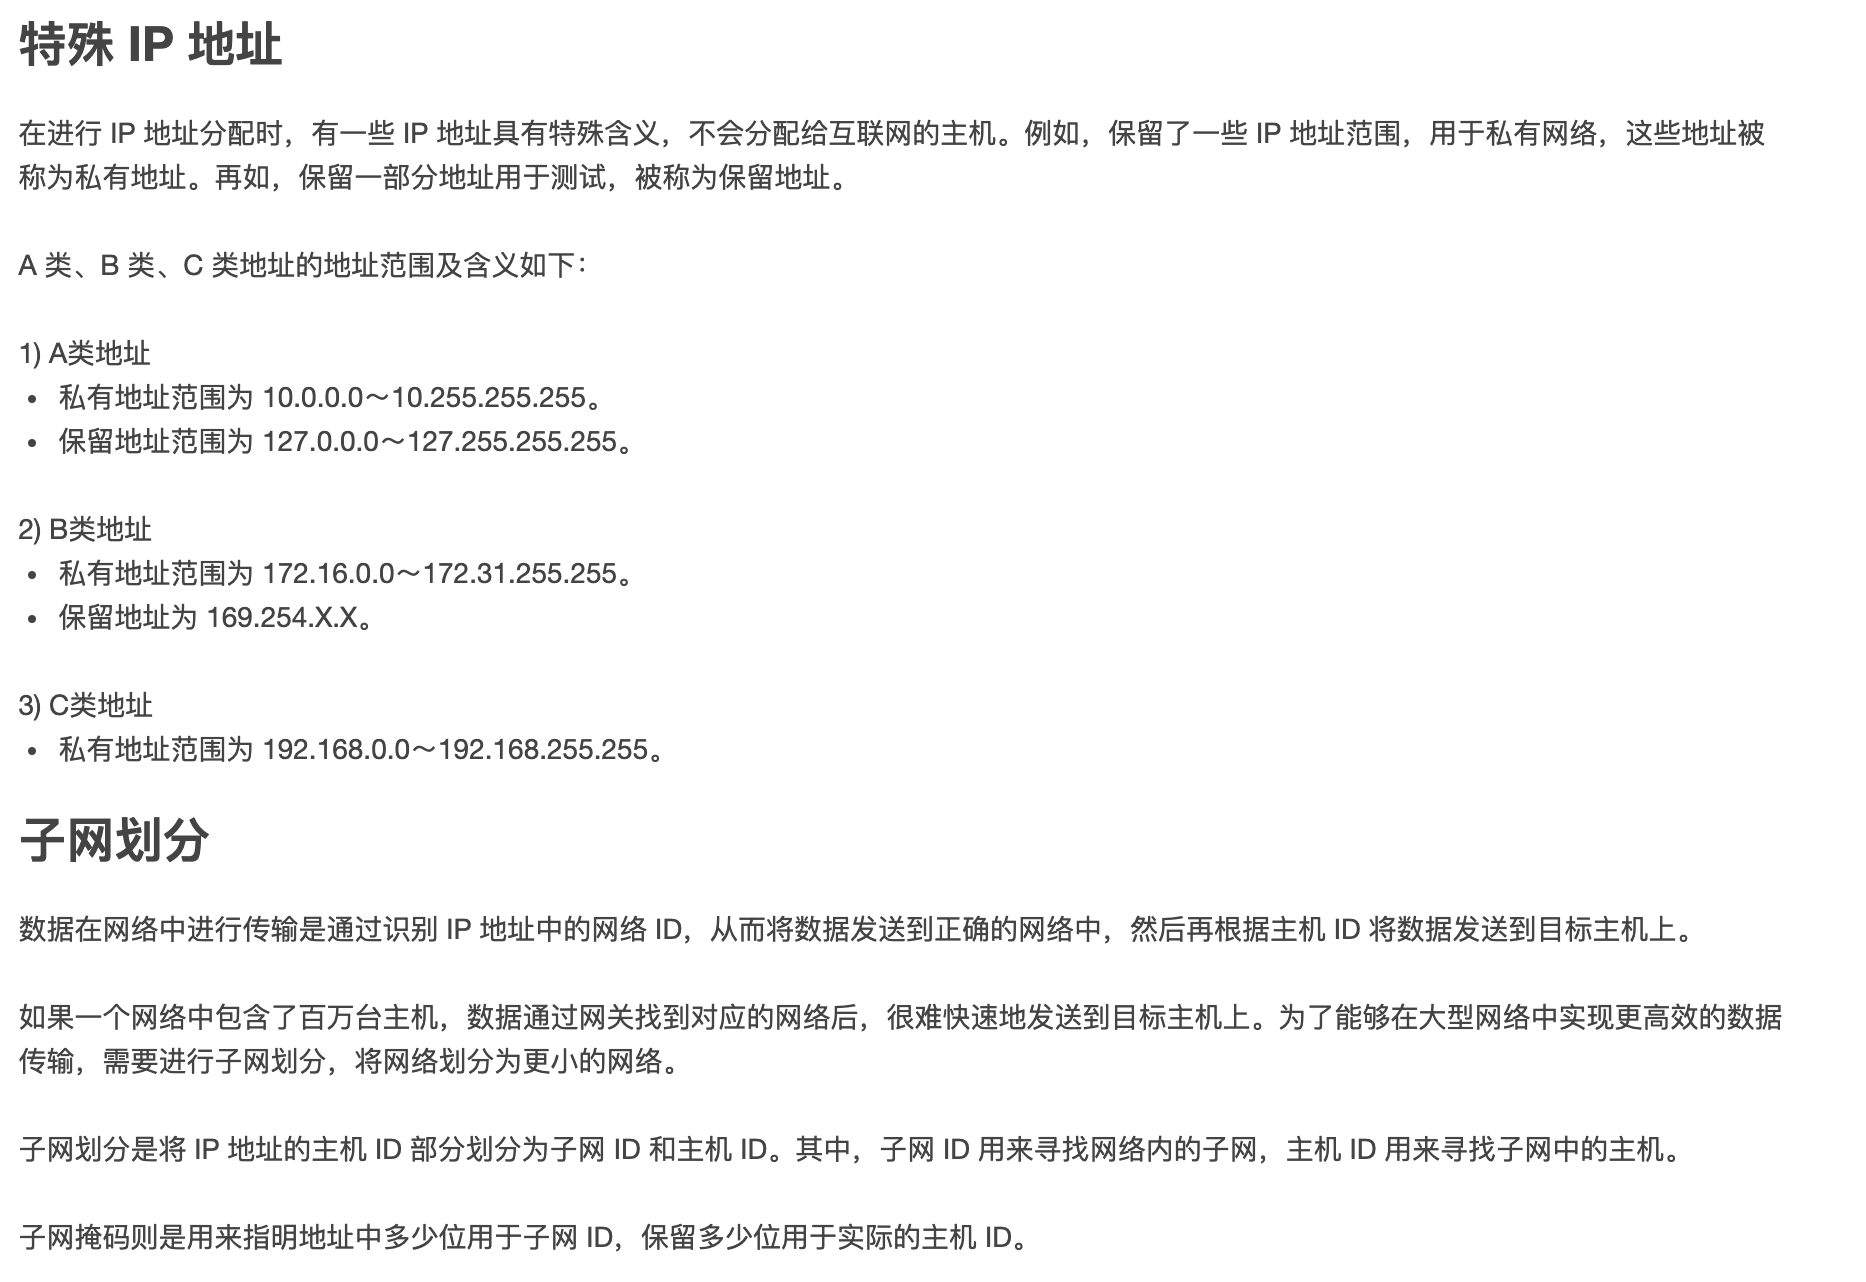 特殊 IP 地址
在进行 IP 地址分配时，有一些 IP 地址具有特殊含义，不会分配给互联网的主机。例如，保留了一些 IP 地址范围，用于私有网络，这些地址被
称为私有地址。再如，保留一部分地址用于测试，被称为保留地址。
A 类、B 类、C 类地址的地址范围及含义如下：
1) A类地址
• 私有地址范围为 10.0.0.0～10.255.255.255。
• 保留地址范围为 127.0.0.0～127.255.255.255。
2) B类地址
• 私有地址范围为 172.16.0.0～172.31.255.255。
• 保留地址为 169.254.X.X。
3) C类地址
• 私有地址范围为 192.168.0.0～192.168.255.255。
子网划分
数据在网络中进行传输是通过识别 IP 地址中的网络 ID，从而将数据发送到正确的网络中，然后再根据主机 ID 将数据发送到目标主机上。
如果一个网络中包含了百万台主机，数据通过网关找到对应的网络后，很难快速地发送到目标主机上。为了能够在大型网络中实现更高效的数据
传输，需要进行子网划分，将网络划分为更小的网络。
子网划分是将 IP 地址的主机 ID 部分划分为子网 ID 和主机 ID。其中，子网 ID 用来寻找网络内的子网，主机 ID 用来寻找子网中的主机。
子网掩码则是用来指明地址中多少位用于子网 ID，保留多少位用于实际的主机 ID。